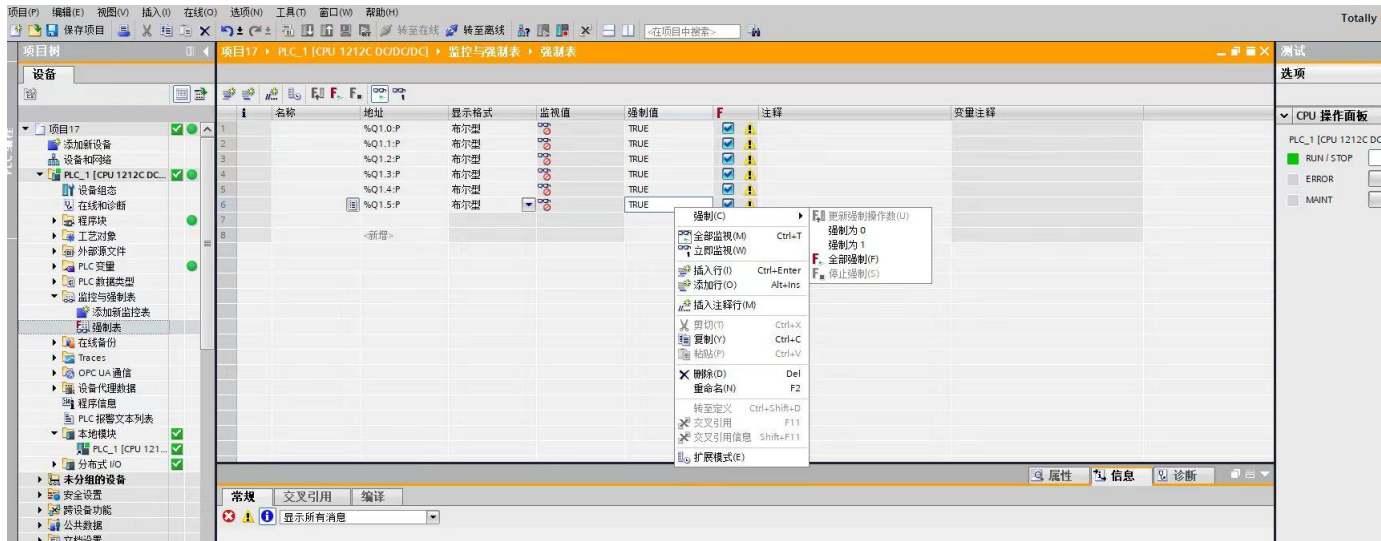 项目(P) 编辑(E) 视图(V) 插入(I) 在线(O) 选项(N) 工具(T) 窗口(W) 帮助(H)
Totally
保存项目 转至在线 转至离线 <在项目中搜索>
项目树
项目17 PLC_1 [CPU 1212C DC/DC/DC] 监控与强制表 强制表
测试
设备
选项
i 名称 地址 显示格式 监视值 强制值 F 注释 变量注释
CPU 操作面板
项目17
1 %Q1.0:P 布尔型 TRUE
PLC_1 [CPU 1212C DC
添加新设备
2 %Q1.1:P 布尔型 TRUE
RUN / STOP
设备和网络
3 %Q1.2:P 布尔型 TRUE
PLC_1 [CPU 1212C DC...
4 %Q1.3:P 布尔型 TRUE
ERROR
设备组态
5 %Q1.4:P 布尔型 TRUE
在线和诊断
6 %Q1.5:P 布尔型 TRUE
MAINT
程序块
7
工艺对象
8 <新增>
外部源文件
PLC 变量
PLC 数据类型
监控与强制表
添加新监控表
强制表
在线备份
Traces
OPC UA 通信
设备代理数据
程序信息
PLC 报警文本列表
本地模块
PLC_1 [CPU 121...
分布式 I/O
未分组的设备
安全设置
跨设备功能
公共数据
文档设置
强制(C)
全部监视(M) Ctrl+T
立即监视(W)
插入行(I) Ctrl+Enter
添加行(O) Alt+Ins
插入注释行(M)
剪切(T) Ctrl+X
复制(Y) Ctrl+C
粘贴(P) Ctrl+V
删除(D) Del
重命名(N) F2
转至定义 Ctrl+Shift+D
交叉引用 F11
交叉引用信息 Shift+F11
扩展模式(E)
更新强制操作数(U)
强制为 0
强制为 1
F. 全部强制(F)
F. 停止强制(S)
属性 信息 诊断
常规 交叉引用 编译
显示所有消息